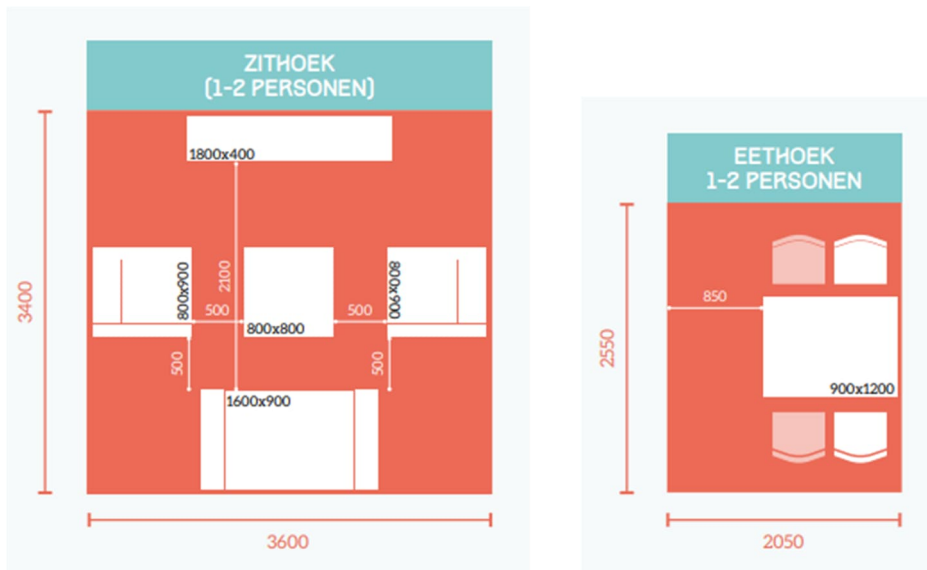 ZITHOEK
(1-2 PERSONEN)
1800x400
3400
800x900
2100
500
800x800
500
800x900
500
500
1600x900
3600
EETHOEK
1-2 PERSONEN
850
2550
900x1200
2050